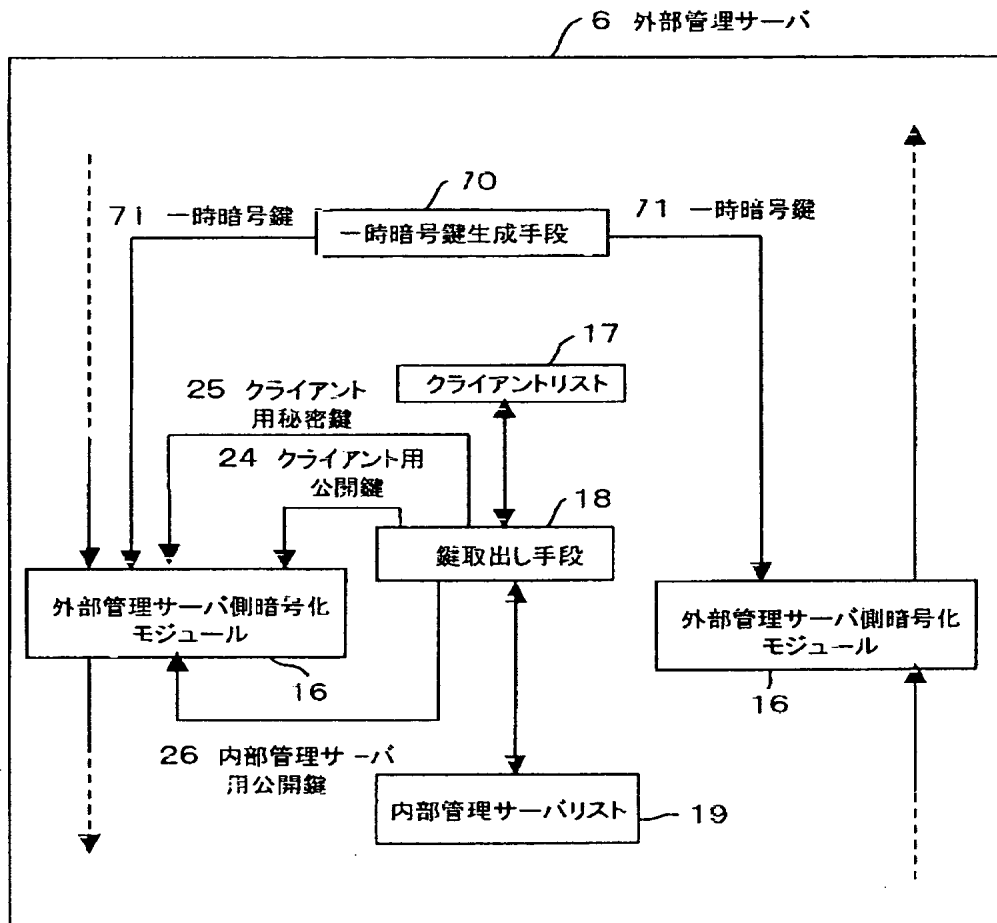 6 外部管理サーバ
70
71 一時暗号鍵
71 一時暗号鍵
一時暗号鍵生成手段
17
クライアントリスト
25 クライアント
用秘密鍵
24 クライアント用
公開鍵
18
鍵取出し手段
外部管理サーバ側暗号化
モジュール
16
外部管理サーバ側暗号化
モジュール
16
26 内部管理サーバ
用公開鍵
内部管理サーバリスト
19